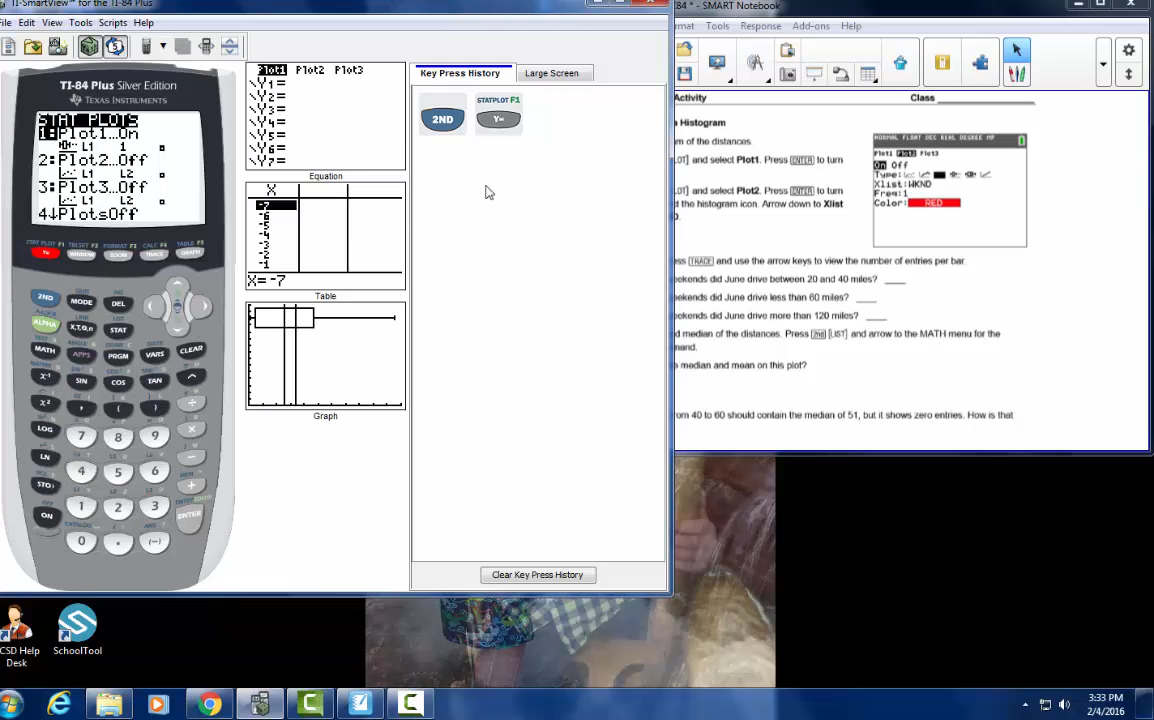 TI-SmartView™ for the TI-84 Plus
File Edit View Tools Scripts Help
TI-84 Plus Silver Edition
TEXAS INSTRUMENTS
STAT PLOTS
1:Plot1…On
L1 1
2:Plot2…Off
L1 L2
3:Plot3…Off
L1 L2
4↓PlotsOff
STAT PLOT F1 TBLSET F2 FORMAT F3 CALC F4 TABLE F5
Y= WINDOW ZOOM TRACE GRAPH
2ND MODE DEL
ALPHA X,T,Θ,n STAT
MATH APPS PRGM VARS CLEAR
x⁻¹ SIN COS TAN ^
x² , ( ) ÷
LOG 7 8 9 ×
LN 4 5 6 −
STO› 1 2 3 +
ON 0 . (−) ENTER
Plot1 Plot2 Plot3
\Y1=
\Y2=
\Y3=
\Y4=
\Y5=
\Y6=
\Y7=
Equation
X
-7
-6
-5
-4
-3
-2
-1
X=-7
Table
Graph
Key Press History Large Screen
2ND STATPLOT F1
Y=
Clear Key Press History
84 * - SMART Notebook
rmat Tools Response Add-ons Help
Activity Class
a Histogram
m of the distances.
LOT] and select Plot1. Press [ENTER] to turn
LOT] and select Plot2. Press [ENTER] to turn
t the histogram icon. Arrow down to Xlist
D.
NORMAL FLOAT DEC REAL DEGREE MP
Plot1 Plot2 Plot3
On Off
Type:
Xlist:WKND
Freq:1
Color: RED
ess [TRACE] and use the arrow keys to view the number of entries per bar.
eekends did June drive between 20 and 40 miles?
eekends did June drive less than 60 miles?
eekends did June drive more than 120 miles?
d median of the distances. Press [2nd] [LIST] and arrow to the MATH menu for the
mand.
e median and mean on this plot?
rom 40 to 60 should contain the median of 51, but it shows zero entries. How is that
CSD Help
Desk
SchoolTool
3:33 PM
2/4/2016